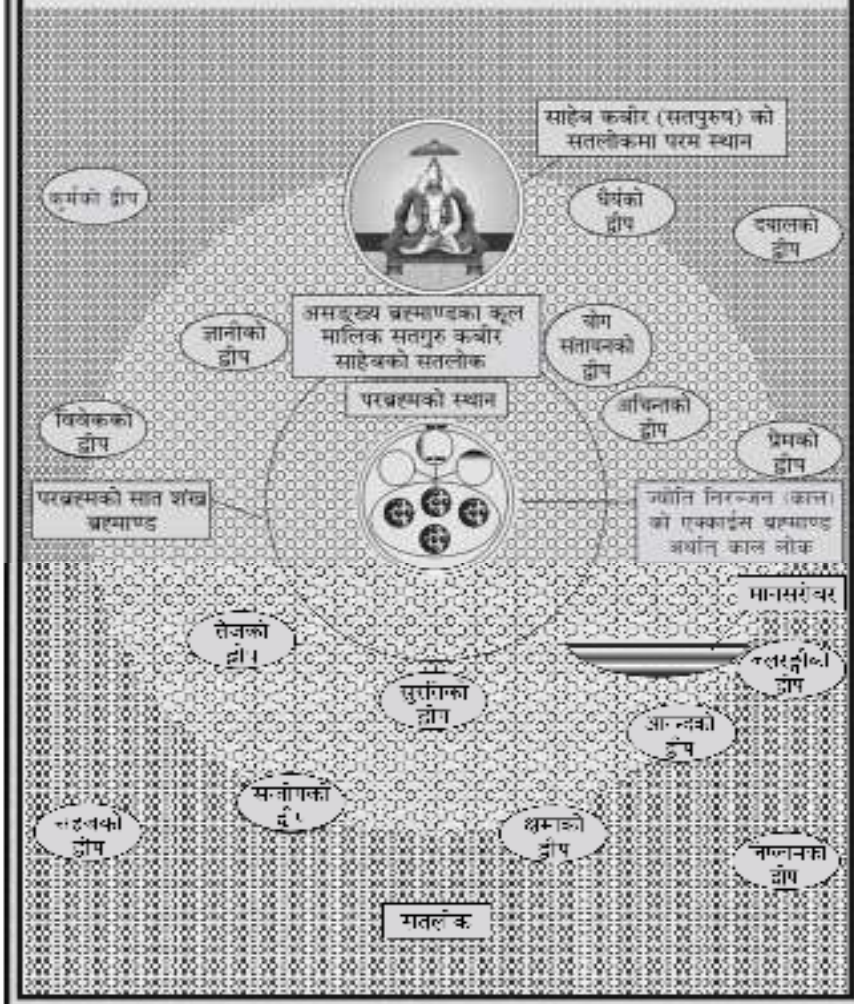 साहेब कबीर (सतपुरुष) को
सतलोकमा परम स्थान
कुर्मको द्वीप
धैर्यको
द्वीप
दयालको
द्वीप
असङ्ख्य ब्रह्माण्डका कूल
मालिक सतगुरु कबीर
साहेबको सतलोक
ज्ञानीको
द्वीप
योग
संतायनको
द्वीप
परब्रह्मको स्थान
अचिन्तको
द्वीप
विवेकको
द्वीप
प्रेमको
द्वीप
परब्रह्मको सात शंख
ब्रह्माण्ड
ज्योति निरञ्जन (काल)
को एक्काईस ब्रह्माण्ड
अर्थात् काल लोक
मानसरोवर
तेजको
द्वीप
द्वीप
सुरतिको
द्वीप
आनन्दको
द्वीप
सन्तोषको
द्वीप
सहजको
द्वीप
क्षमाको
द्वीप
द्वीप
सतलोक